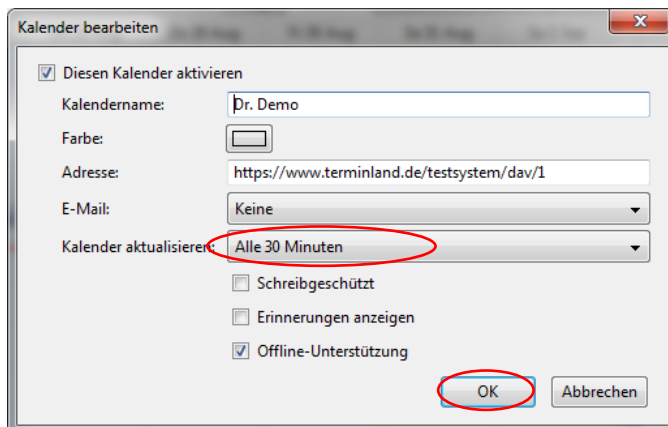 Kalender bearbeiten
Diesen Kalender aktivieren
Kalendername: Dr. Demo
Farbe:
Adresse: https://www.terminland.de/testsystem/dav/1
E-Mail: Keine
Kalender aktualisieren: Alle 30 Minuten
Schreibgeschützt
Erinnerungen anzeigen
Offline-Unterstützung
OK Abbrechen